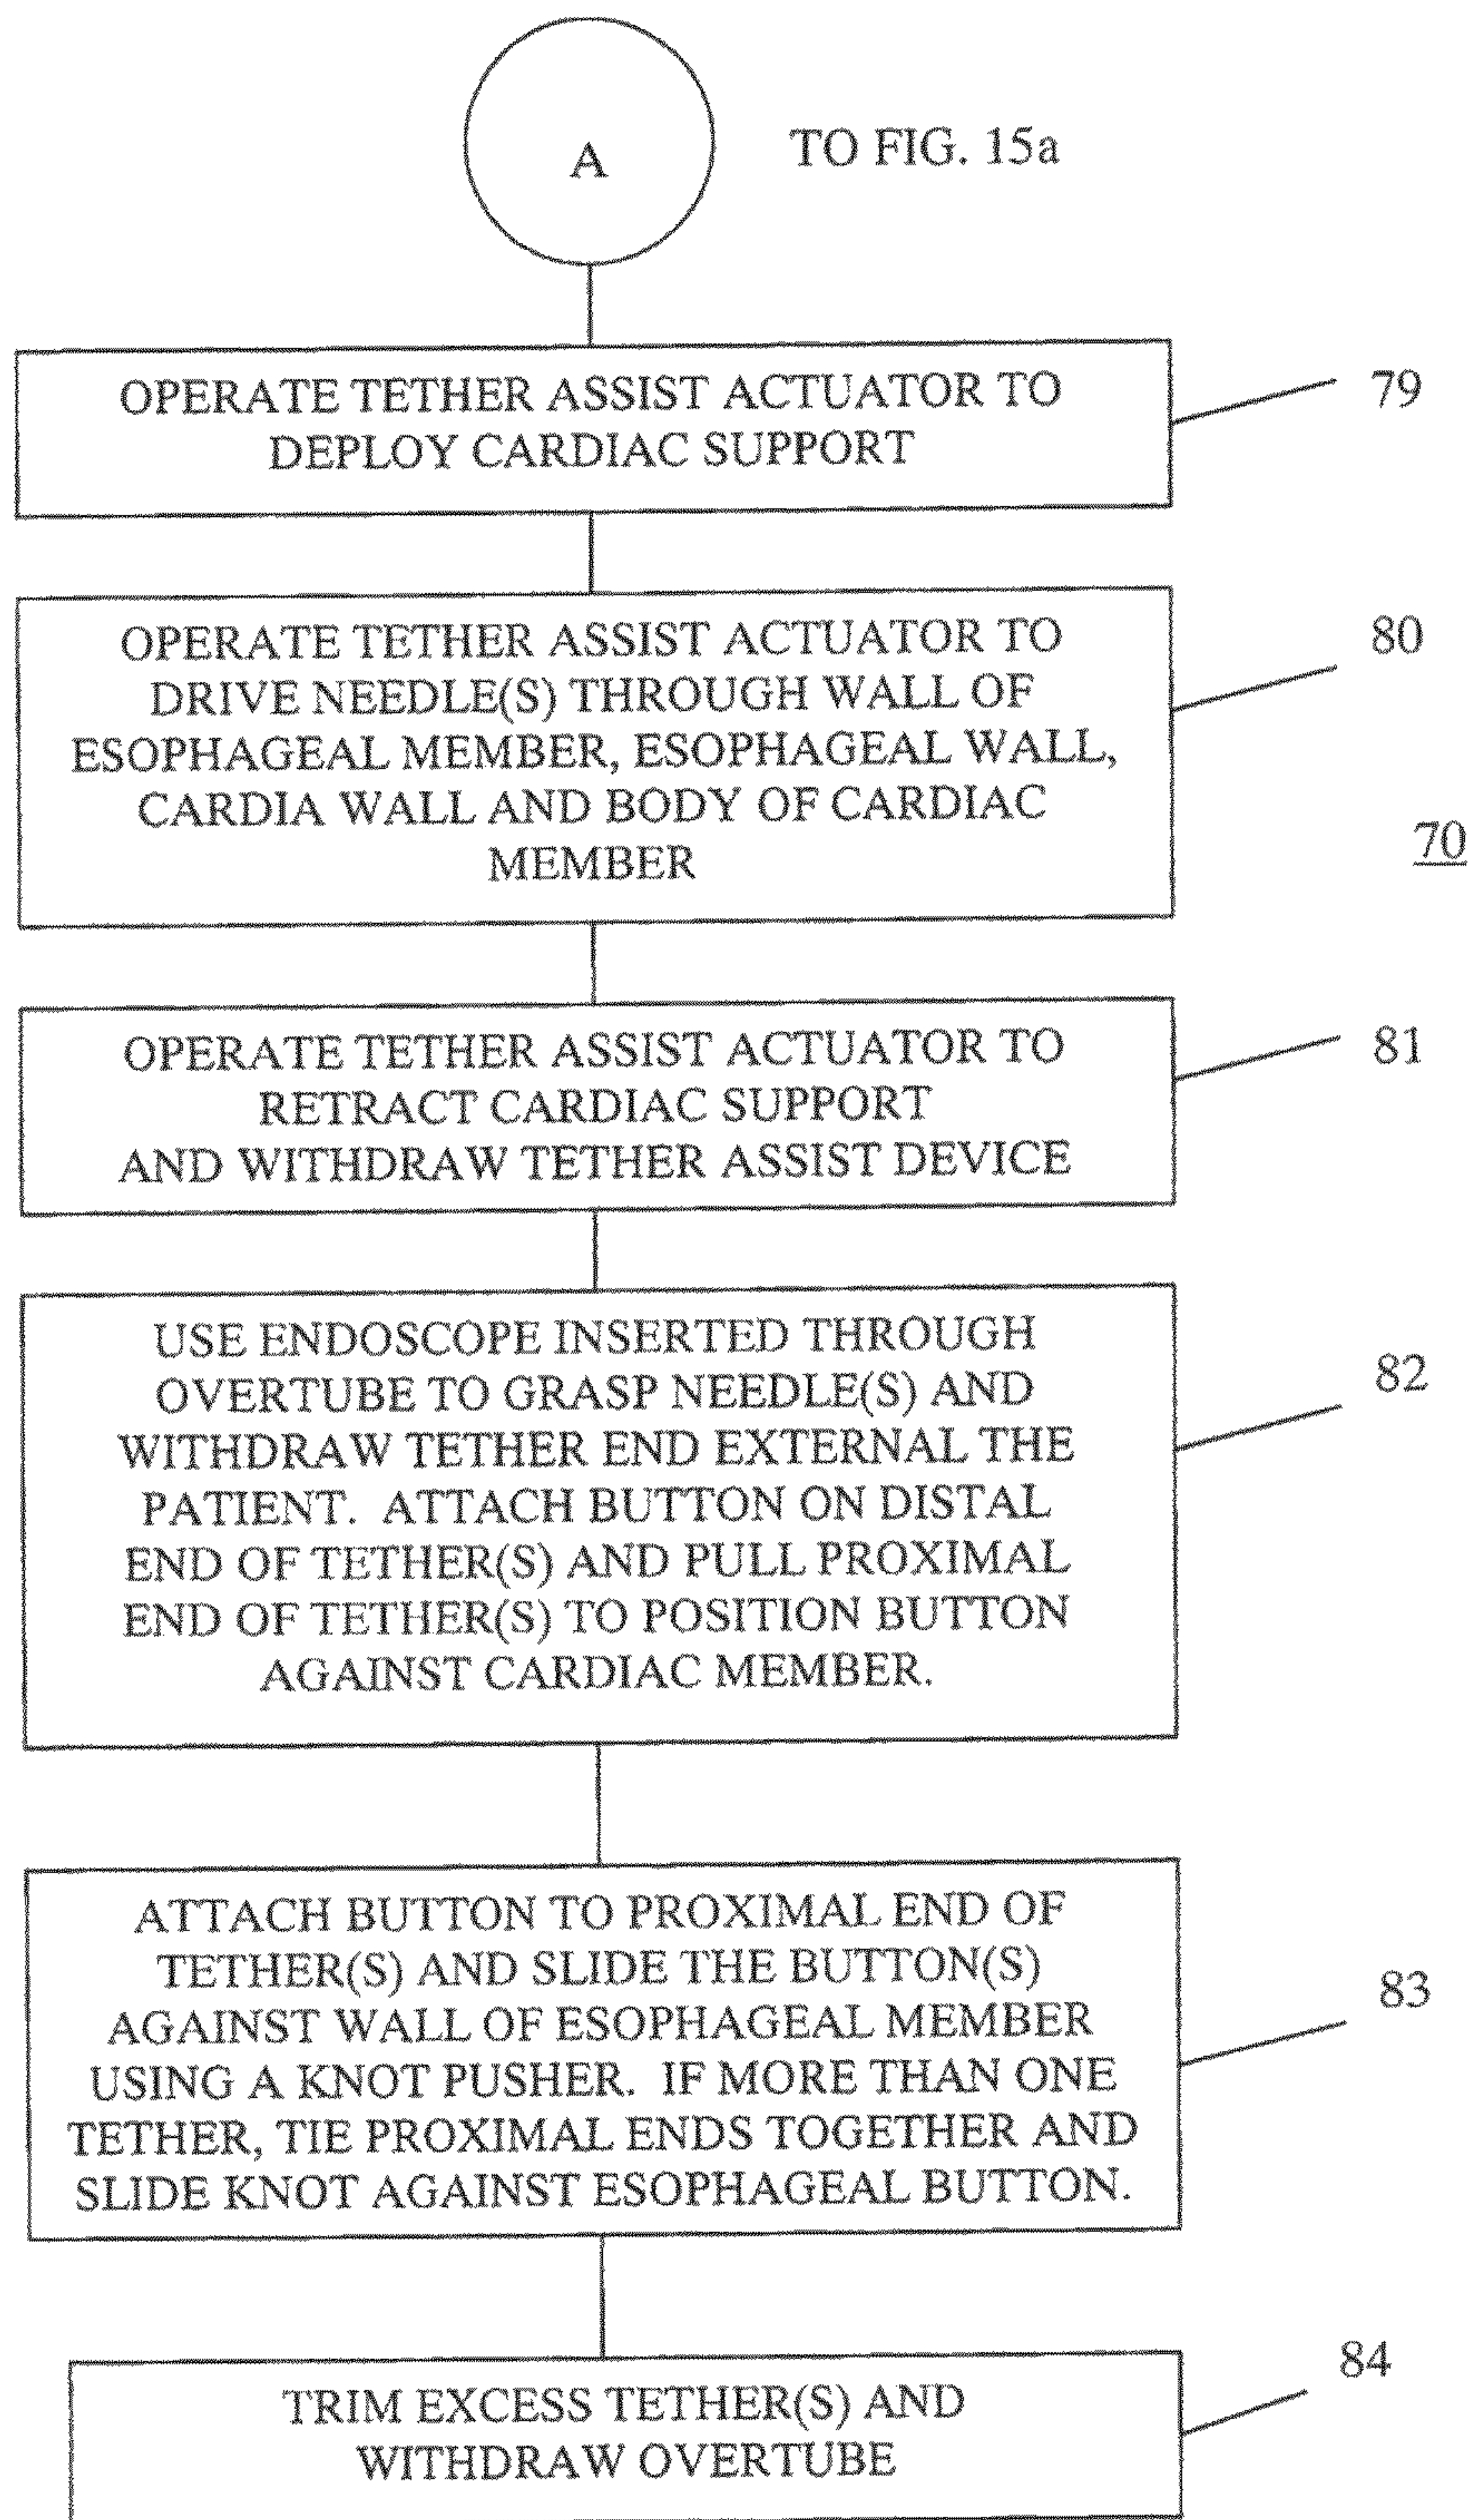 A
TO FIG. 15a
OPERATE TETHER ASSIST ACTUATOR TO
DEPLOY CARDIAC SUPPORT
79
OPERATE TETHER ASSIST ACTUATOR TO
DRIVE NEEDLE(S) THROUGH WALL OF
ESOPHAGEAL MEMBER, ESOPHAGEAL WALL,
CARDIA WALL AND BODY OF CARDIAC
MEMBER
80
70
OPERATE TETHER ASSIST ACTUATOR TO
RETRACT CARDIAC SUPPORT
AND WITHDRAW TETHER ASSIST DEVICE
81
USE ENDOSCOPE INSERTED THROUGH
OVERTUBE TO GRASP NEEDLE(S) AND
WITHDRAW TETHER END EXTERNAL THE
PATIENT. ATTACH BUTTON ON DISTAL
END OF TETHER(S) AND PULL PROXIMAL
END OF TETHER(S) TO POSITION BUTTON
AGAINST CARDIAC MEMBER.
82
ATTACH BUTTON TO PROXIMAL END OF
TETHER(S) AND SLIDE THE BUTTON(S)
AGAINST WALL OF ESOPHAGEAL MEMBER
USING A KNOT PUSHER. IF MORE THAN ONE
TETHER, TIE PROXIMAL ENDS TOGETHER AND
SLIDE KNOT AGAINST ESOPHAGEAL BUTTON.
83
TRIM EXCESS TETHER(S) AND
WITHDRAW OVERTUBE
84